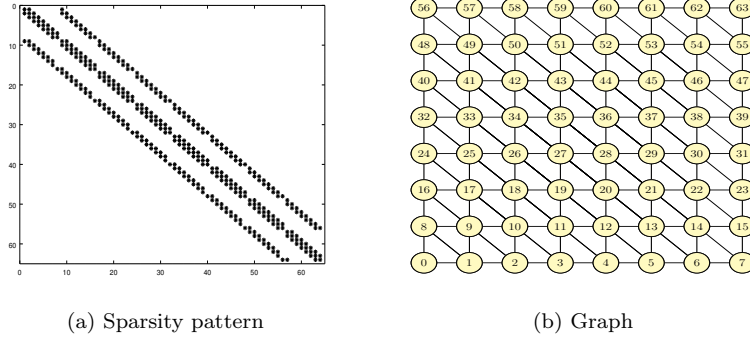 0
10
20
30
40
50
60
0 10 20 30 40 50 60
(a) Sparsity pattern
56 57 58 59 60 61 62 63
48 49 50 51 52 53 54 55
40 41 42 43 44 45 46 47
32 33 34 35 36 37 38 39
24 25 26 27 28 29 30 31
16 17 18 19 20 21 22 23
8 9 10 11 12 13 14 15
0 1 2 3 4 5 6 7
(b) Graph